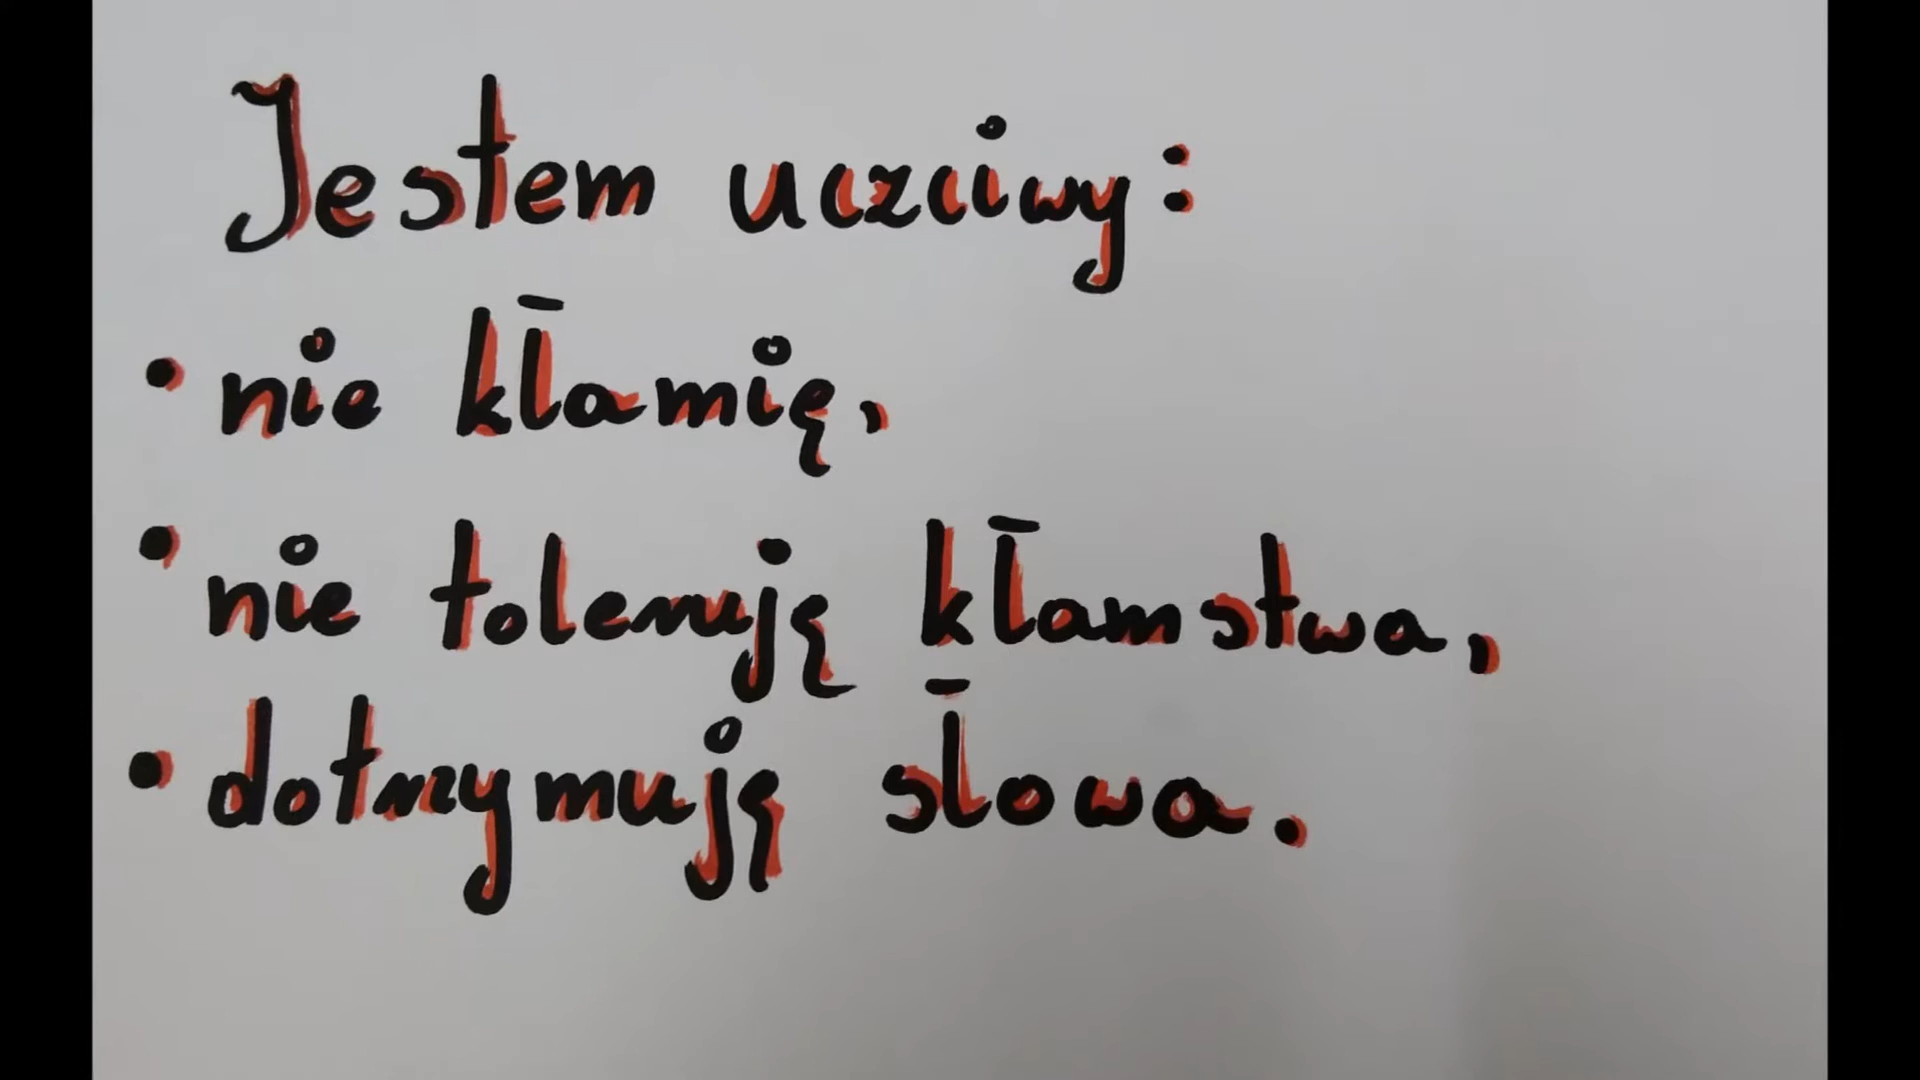 Jestem uczciwy:
• nie kłamię,
• nie toleruję kłamstwa,
• dotrzymuję słowa.